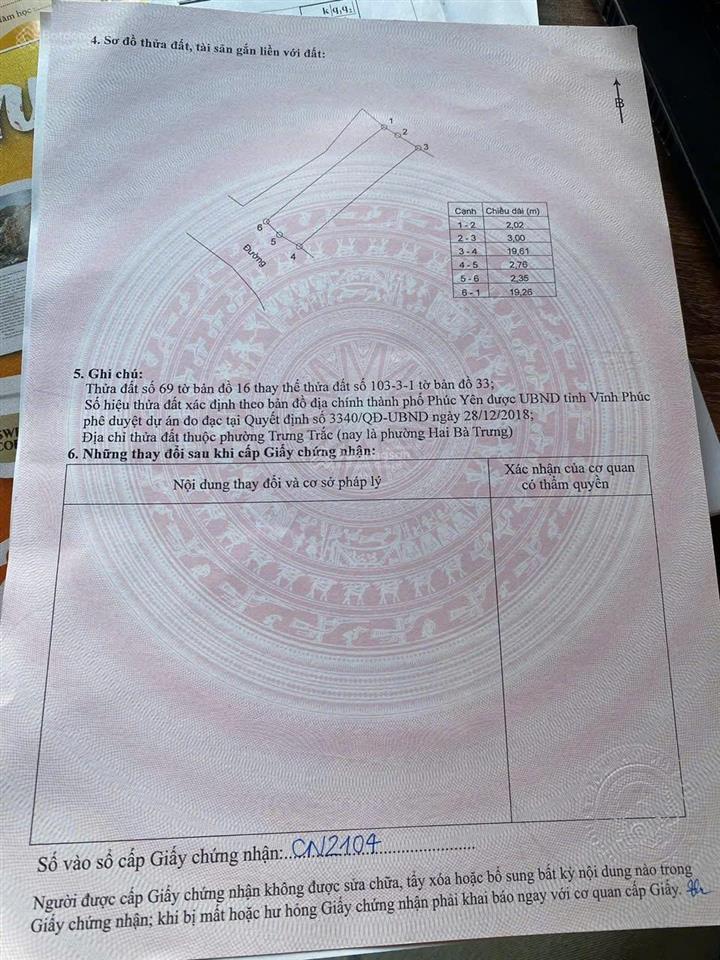 k q,q;
4. Sơ đồ thửa đất, tài sản gắn liền với đất:
B
1
2
3
6
5
4
Đường
Cạnh Chiều dài (m)
1 - 2 2,02
2 - 3 3,00
3 - 4 19,61
4 - 5 2,76
5 - 6 2,35
6 - 1 19,26
5. Ghi chú:
Thửa đất số 69 tờ bản đồ 16 thay thế thửa đất số 103-3-1 tờ bản đồ 33;
Số hiệu thửa đất xác định theo bản đồ địa chính thành phố Phúc Yên được UBND tỉnh Vĩnh Phúc
phê duyệt dự án đo đạc tại Quyết định số 3340/QĐ-UBND ngày 28/12/2018;
Địa chỉ thửa đất thuộc phường Trưng Trắc (nay là phường Hai Bà Trưng)
6. Những thay đổi sau khi cấp Giấy chứng nhận:
Nội dung thay đổi và cơ sở pháp lý
Xác nhận của cơ quan
có thẩm quyền
Số vào sổ cấp Giấy chứng nhận:...CN2104...
Người được cấp Giấy chứng nhận không được sửa chữa, tẩy xóa hoặc bổ sung bất kỳ nội dung nào trong
Giấy chứng nhận; khi bị mất hoặc hư hỏng Giấy chứng nhận phải khai báo ngay với cơ quan cấp Giấy.